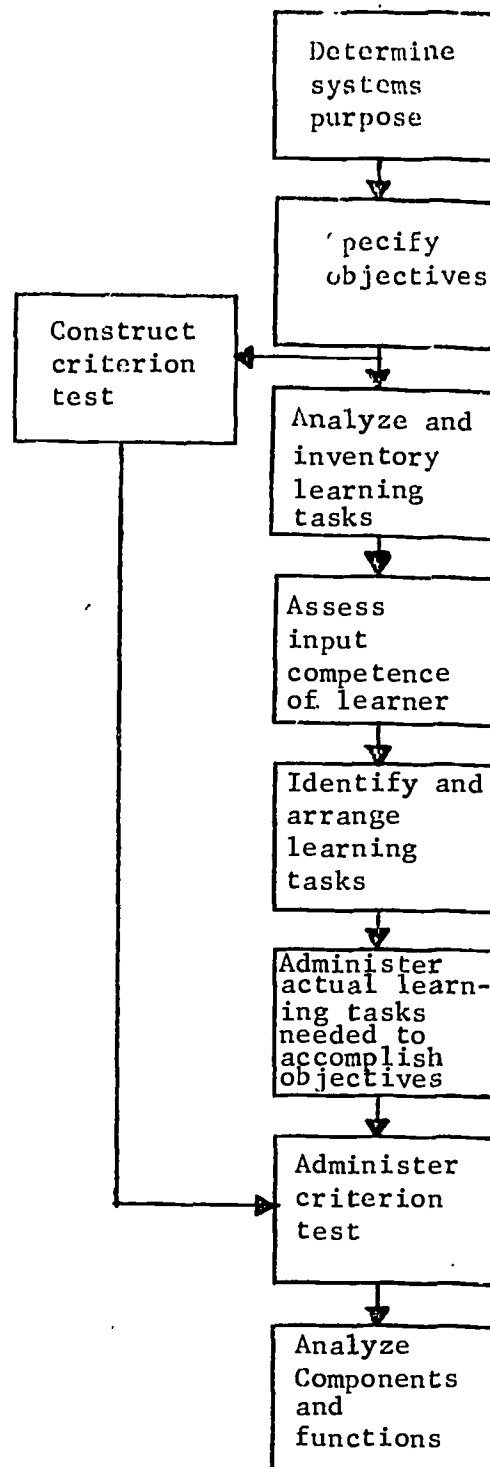 Determine
systems
purpose
pecify
objectives
Construct
criterion
test
Analyze and
inventory
learning
tasks
Assess
input
competence
of learner
Identify and
arrange
learning
tasks
Administer
actual learn-
ing tasks
needed to
accomplish
objectives
Administer
criterion
test
Analyze
Components
and
functions